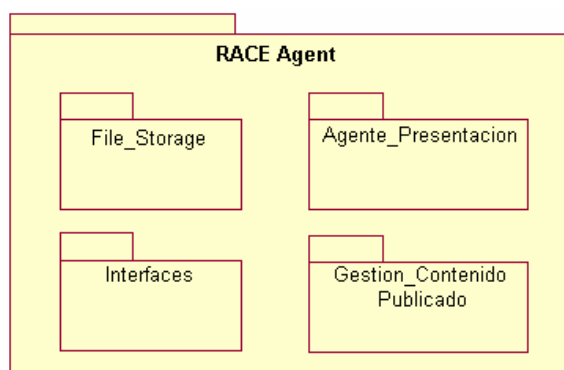 RACE Agent
File_Storage
Agente_Presentacion
Interfaces
Gestion_Contenido
Publicado